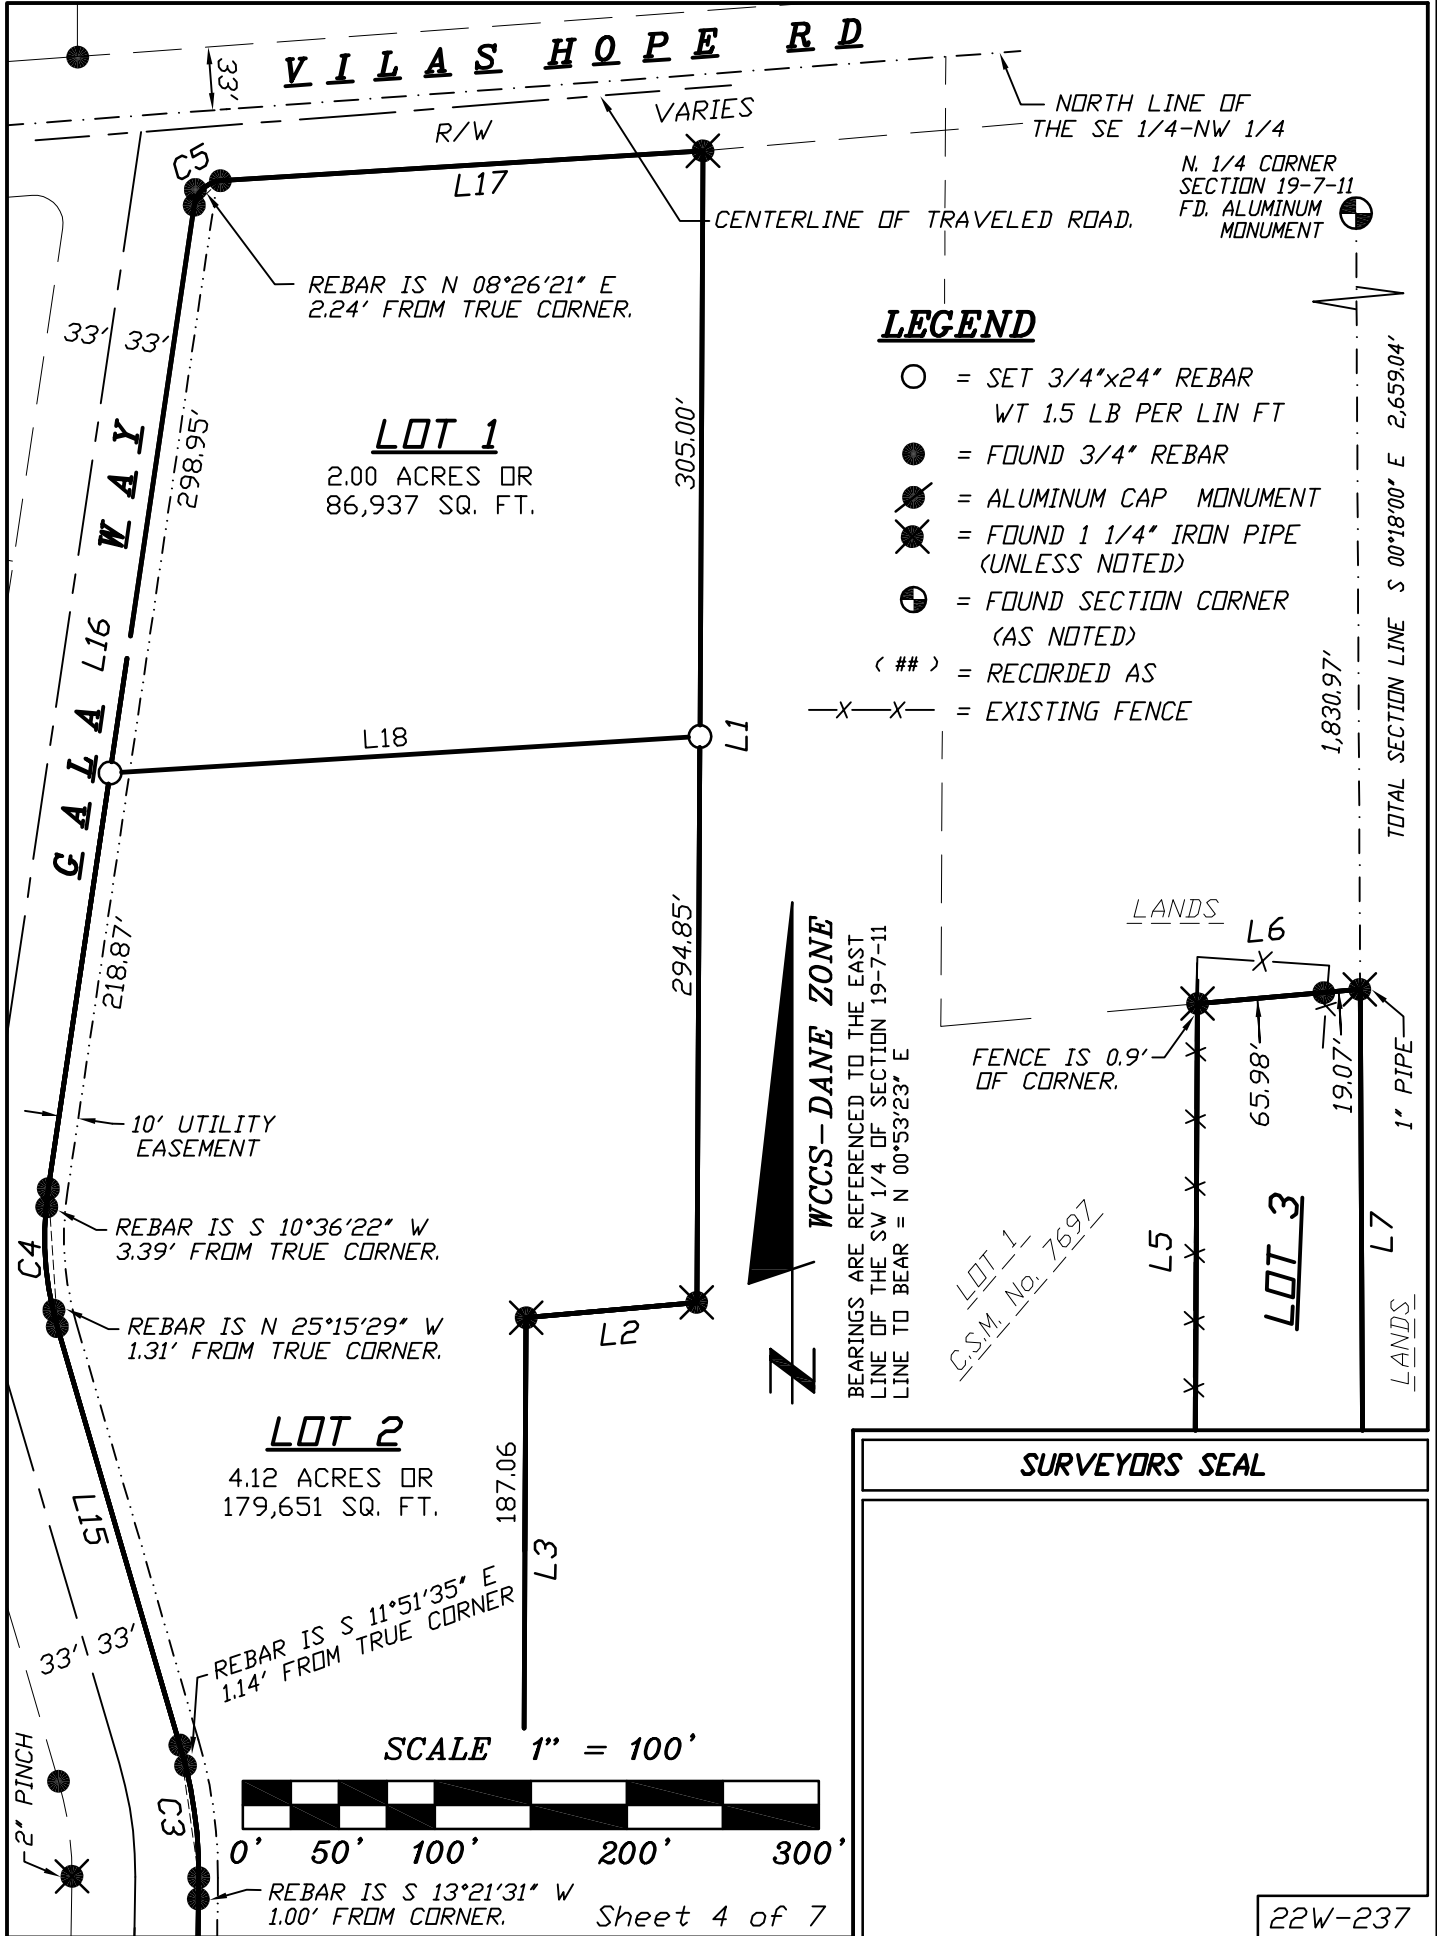 VILAS HOPE RD
33'
VARIES
R/W
NORTH LINE OF
THE SE 1/4-NW 1/4
N. 1/4 CORNER
SECTION 19-7-11
FD. ALUMINUM
MONUMENT
C5
L17
CENTERLINE OF TRAVELED ROAD.
REBAR IS N 08°26'21" E
2.24' FROM TRUE CORNER.
33' 33'
298.95'
LOT 1
2.00 ACRES OR
86,937 SQ. FT.
305.00'
LEGEND
= SET 3/4"x24" REBAR
WT 1.5 LB PER LIN FT
= FOUND 3/4" REBAR
= ALUMINUM CAP MONUMENT
= FOUND 1 1/4" IRON PIPE
(UNLESS NOTED)
= FOUND SECTION CORNER
(AS NOTED)
( ## ) = RECORDED AS
—X—X— = EXISTING FENCE
TOTAL SECTION LINE S 00°18'00" E 2,659.04'
1,830.97'
GALA WAY
L16
L18
L1
218.87'
294.85'
WCCS-DANE ZONE
BEARINGS ARE REFERENCED TO THE EAST
LINE OF THE SW 1/4 OF SECTION 19-7-11
LINE TO BEAR = N 00°53'23" E
N
LANDS
L6
X
FENCE IS 0.9'
OF CORNER.
65.98'
19.07'
1" PIPE
10' UTILITY
EASEMENT
REBAR IS S 10°36'22" W
3.39' FROM TRUE CORNER.
C4
REBAR IS N 25°15'29" W
1.31' FROM TRUE CORNER.
L2
LOT 1
C.S.M. No. 7697
L5
LOT 3
L7
LANDS
LOT 2
4.12 ACRES OR
179,651 SQ. FT.
187.06
L3
L15
33' 33'
REBAR IS S 11°51'35" E
1.14' FROM TRUE CORNER
2" PINCH
C3
SCALE 1" = 100'
0' 50' 100' 200' 300'
REBAR IS S 13°21'31" W
1.00' FROM CORNER.
Sheet 4 of 7
SURVEYORS SEAL
22W-237